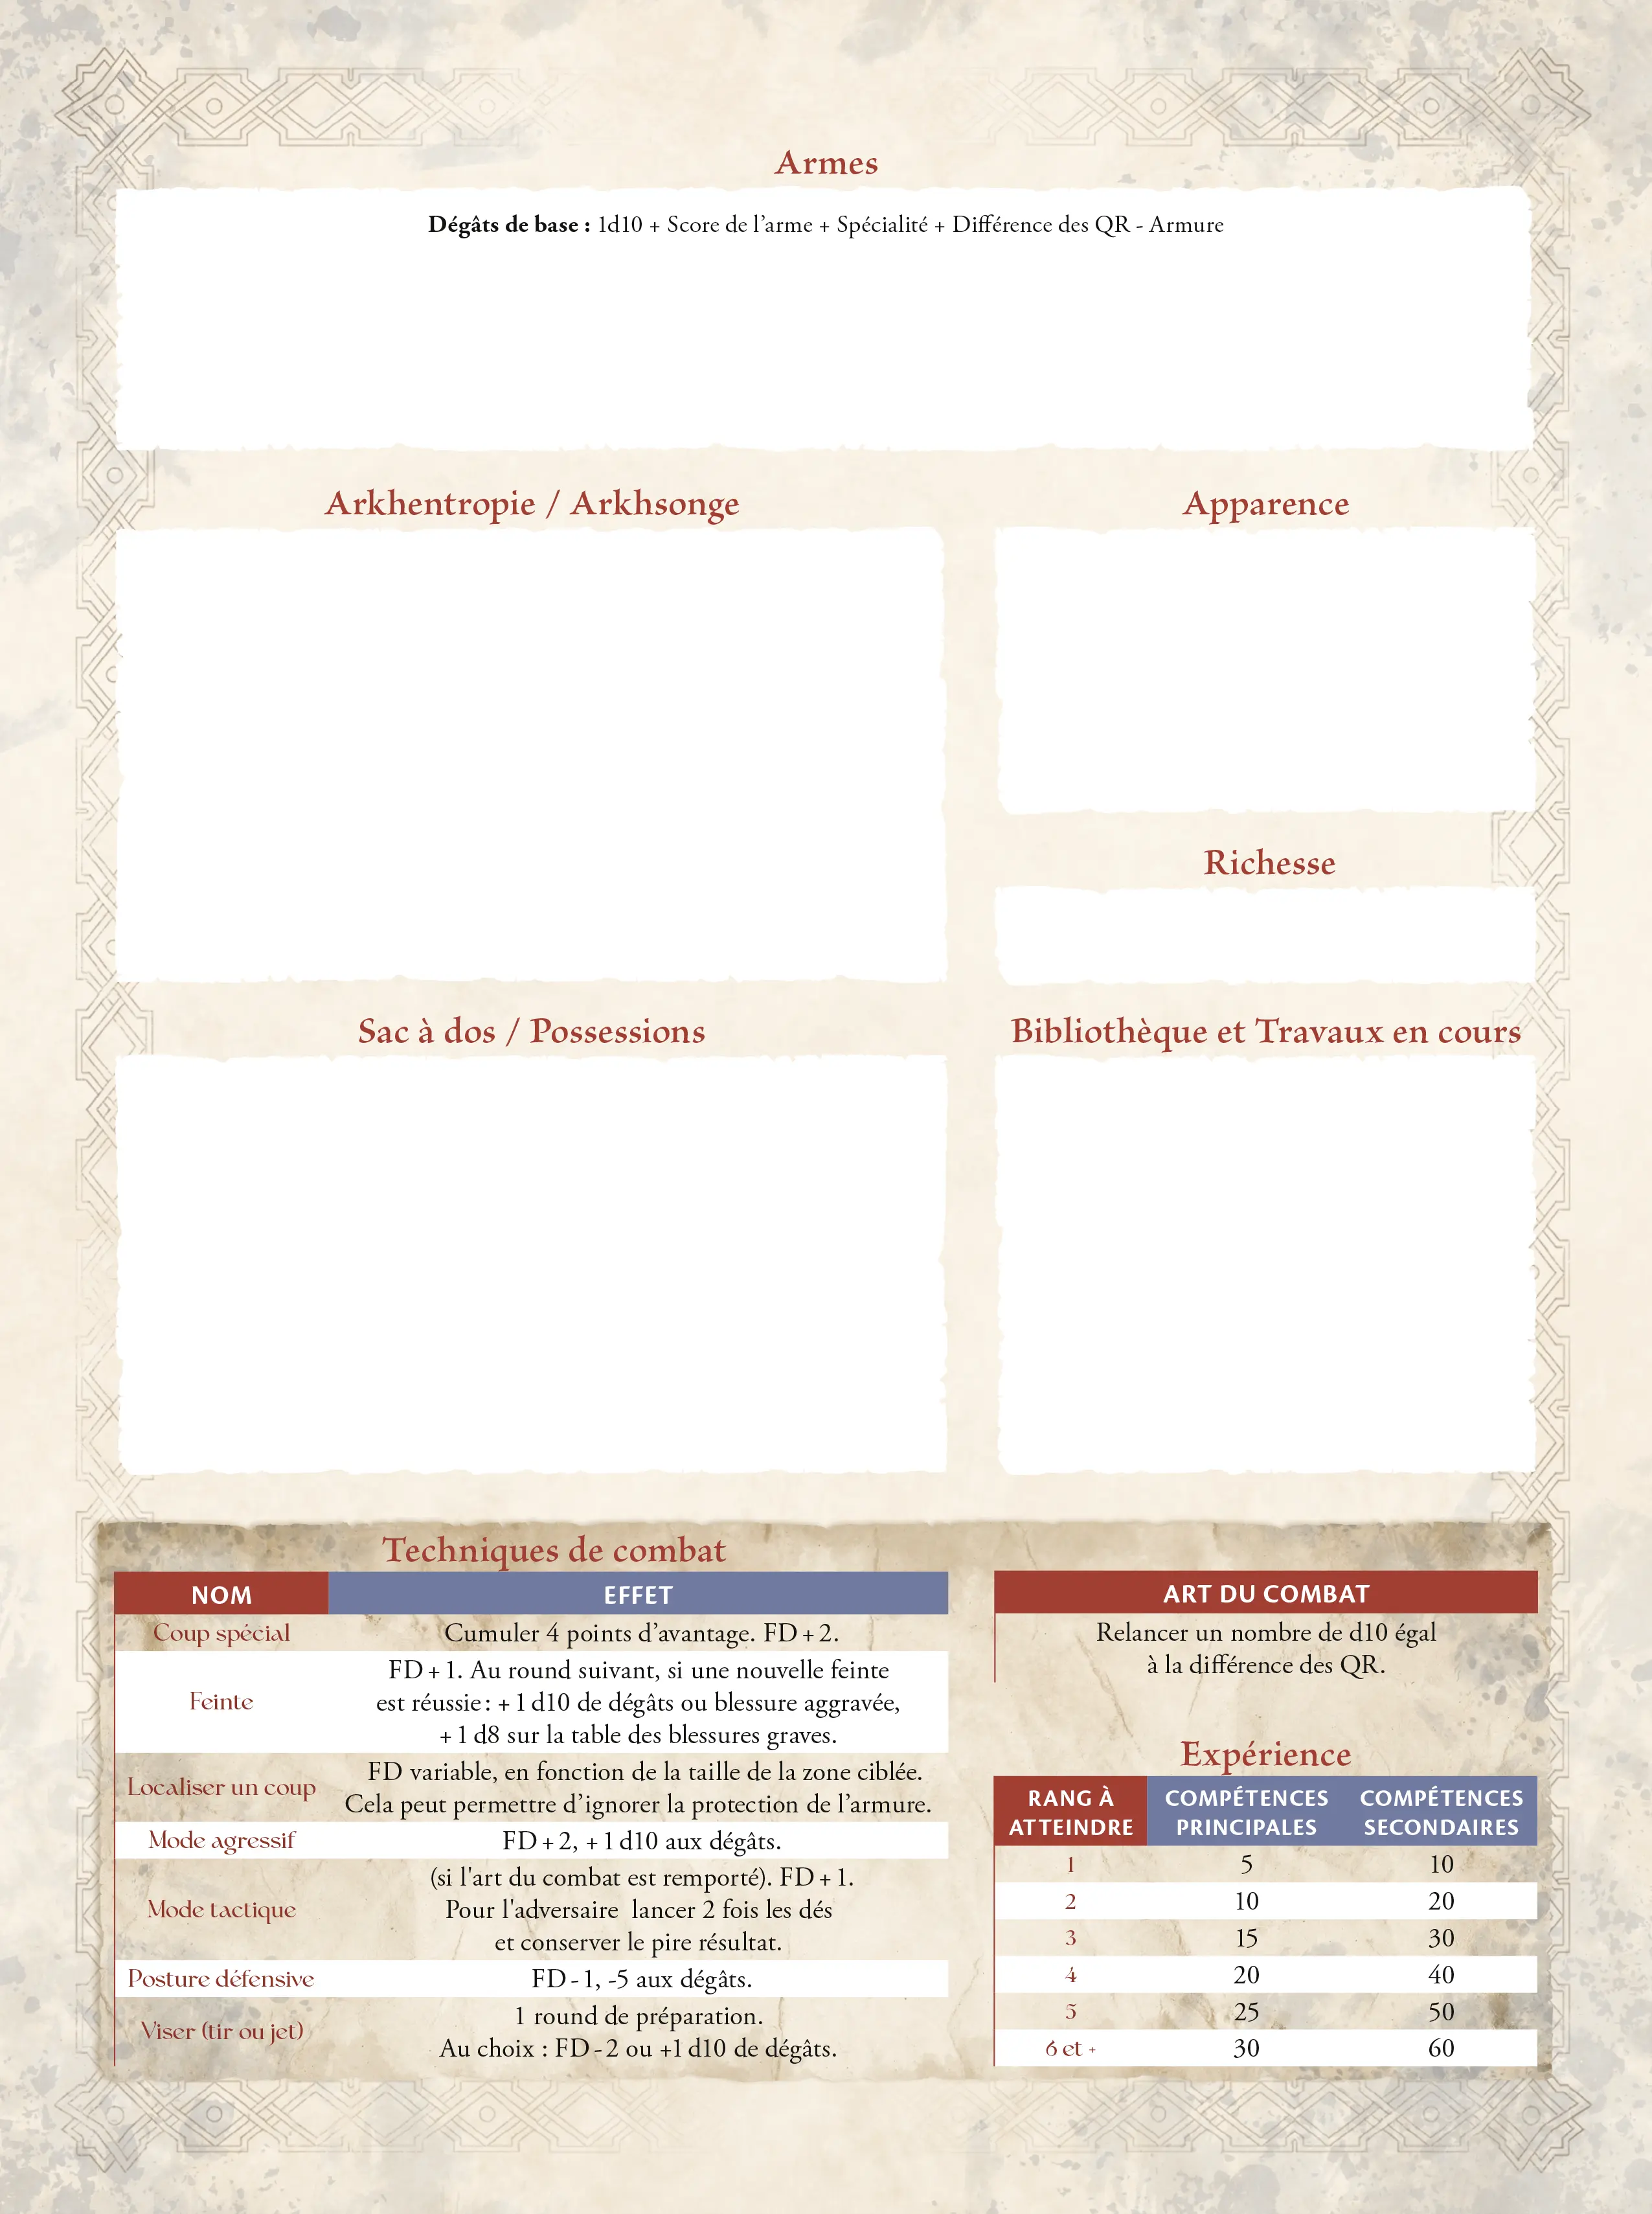 Armes
Dégâts de base : 1d10 + Score de l’arme + Spécialité + Différence des QR - Armure
Arkhentropie / Arkhsonge
Apparence
Richesse
Sac à dos / Possessions
Bibliothèque et Travaux en cours
Techniques de combat
NOM EFFET
Coup spécial Cumuler 4 points d’avantage. FD + 2.
Feinte
FD + 1. Au round suivant, si une nouvelle feinte
est réussie : + 1 d10 de dégâts ou blessure aggravée,
+ 1 d8 sur la table des blessures graves.
Localiser un coup
FD variable, en fonction de la taille de la zone ciblée.
Cela peut permettre d’ignorer la protection de l’armure.
Mode agressif FD + 2, + 1 d10 aux dégâts.
Mode tactique
(si l'art du combat est remporté). FD + 1.
Pour l'adversaire  lancer 2 fois les dés
et conserver le pire résultat.
Posture défensive FD - 1, -5 aux dégâts.
Viser (tir ou jet)
1 round de préparation.
Au choix : FD - 2 ou +1 d10 de dégâts.
ART DU COMBAT
Relancer un nombre de d10 égal
à la différence des QR.
Expérience
RANG À COMPÉTENCES COMPÉTENCES
ATTEINDRE PRINCIPALES SECONDAIRES
1 5 10
2 10 20
3 15 30
4 20 40
5 25 50
6 et + 30 60